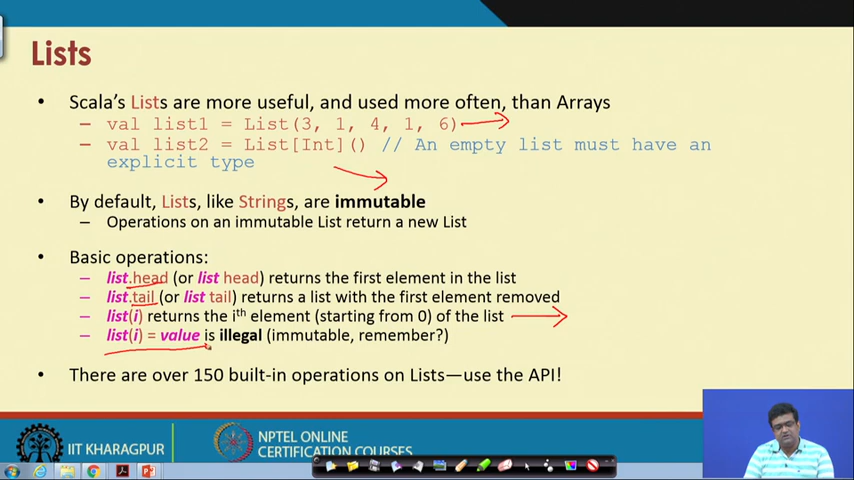 Lists
• Scala's Lists are more useful, and used more often, than Arrays
– val list1 = List(3, 1, 4, 1, 6)
– val list2 = List[Int]() // An empty list must have an
explicit type
• By default, Lists, like Strings, are immutable
– Operations on an immutable List return a new List
• Basic operations:
– list.head (or list head) returns the first element in the list
– list.tail (or list tail) returns a list with the first element removed
– list(i) returns the ith element (starting from 0) of the list
– list(i) = value is illegal (immutable, remember?)
• There are over 150 built-in operations on Lists—use the API!
IIT KHARAGPUR
NPTEL ONLINE
CERTIFICATION COURSES